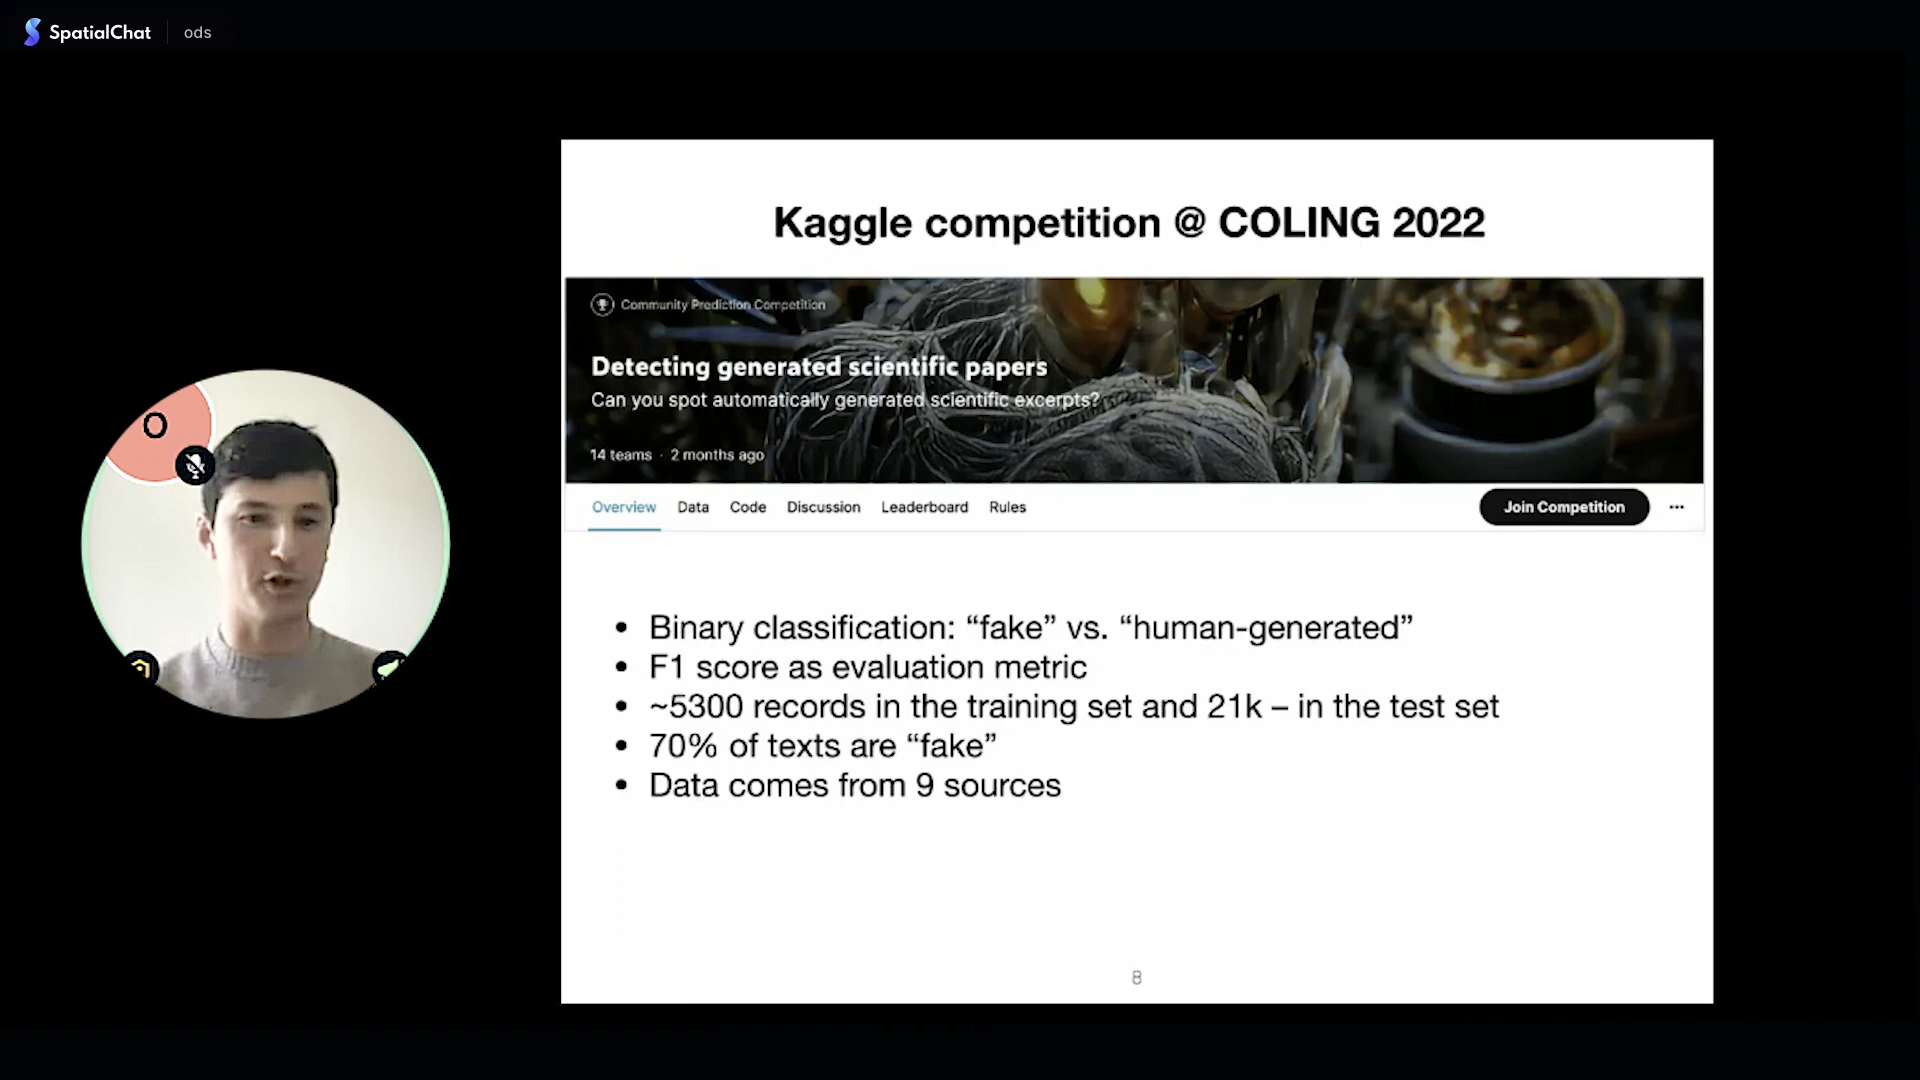 SpatialChat ods
O
Kaggle competition @ COLING 2022
Community Prediction Competition
Detecting generated scientific papers
Can you spot automatically generated scientific excerpts?
14 teams · 2 months ago
Overview Data Code Discussion Leaderboard Rules Join Competition ···
• Binary classification: “fake” vs. “human-generated”
• F1 score as evaluation metric
• ~5300 records in the training set and 21k – in the test set
• 70% of texts are “fake”
• Data comes from 9 sources
8